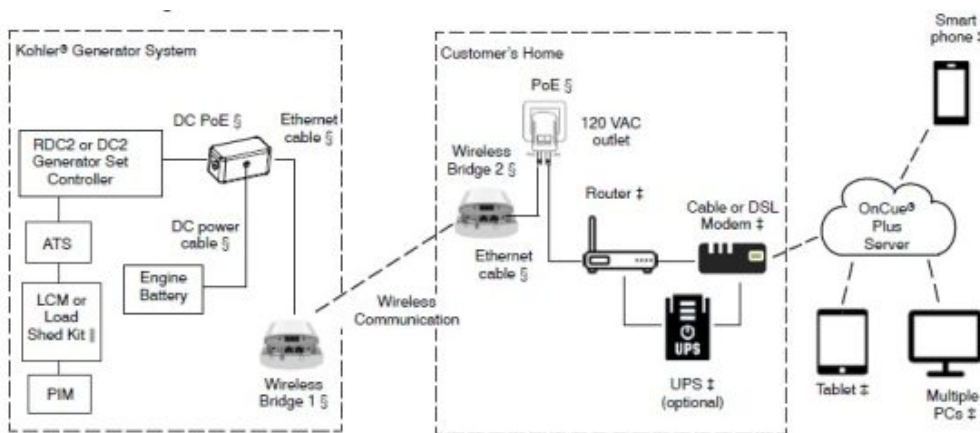 Kohler® Generator System
RDC2 or DC2
Generator Set
Controller
DC PoE §
Ethernet
cable §
ATS
DC power
cable §
LCM or
Load
Shed Kit ||
Engine
Battery
PIM
Wireless
Bridge 1 §
Wireless
Communication
Customer's Home
PoE §
120 VAC
outlet
Wireless
Bridge 2 §
Router ‡
Cable or DSL
Modem ‡
Ethernet
cable §
UPS
UPS ‡
(optional)
Smart
phone ‡
OnCue®
Plus
Server
Tablet ‡
Multiple
PCs ‡